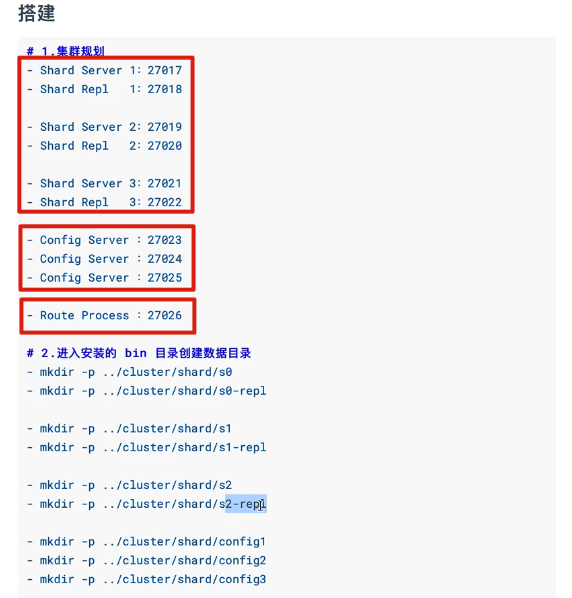 搭建
# 1.集群规划
- Shard Server 1: 27017
- Shard Repl 1: 27018
- Shard Server 2: 27019
- Shard Repl 2: 27020
- Shard Server 3: 27021
- Shard Repl 3: 27022
- Config Server : 27023
- Config Server : 27024
- Config Server : 27025
- Route Process : 27026
# 2.进入安装的 bin 目录创建数据目录
- mkdir -p ../cluster/shard/s0
- mkdir -p ../cluster/shard/s0-repl
- mkdir -p ../cluster/shard/s1
- mkdir -p ../cluster/shard/s1-repl
- mkdir -p ../cluster/shard/s2
- mkdir -p ../cluster/shard/s2-repl
- mkdir -p ../cluster/shard/config1
- mkdir -p ../cluster/shard/config2
- mkdir -p ../cluster/shard/config3